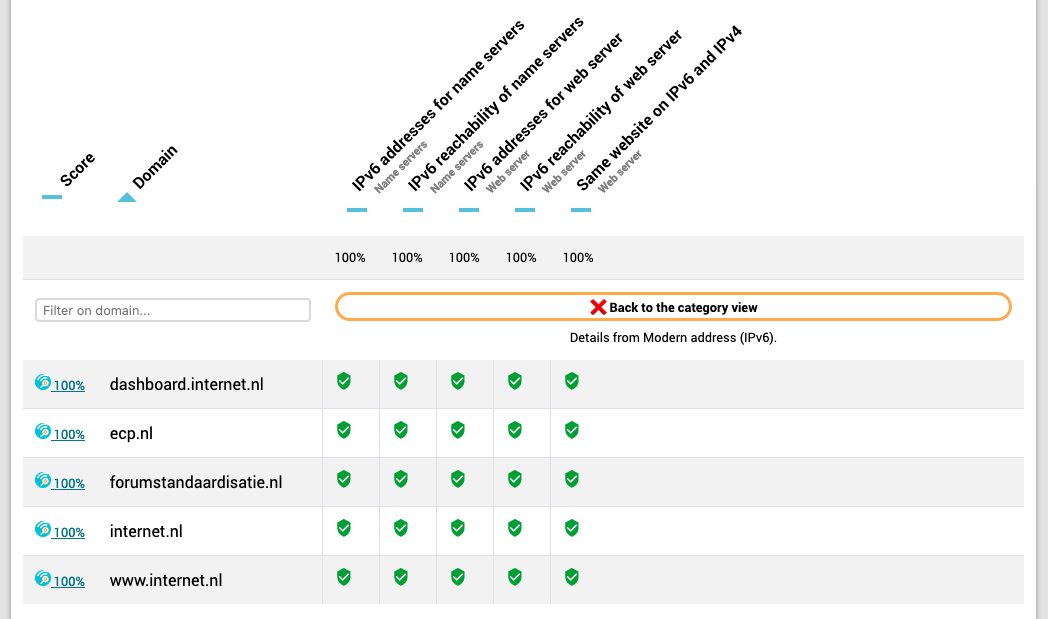 Score
Domain
IPv6 addresses for name servers
Name servers
IPv6 reachability of name servers
Name servers
IPv6 addresses for web server
Web server
IPv6 reachability of web server
Web server
Same website on IPv6 and IPv4
Web server
100% 100% 100% 100% 100%
Filter on domain...
Back to the category view
Details from Modern address (IPv6).
100% dashboard.internet.nl
100% ecp.nl
100% forumstandaardisatie.nl
100% internet.nl
100% www.internet.nl